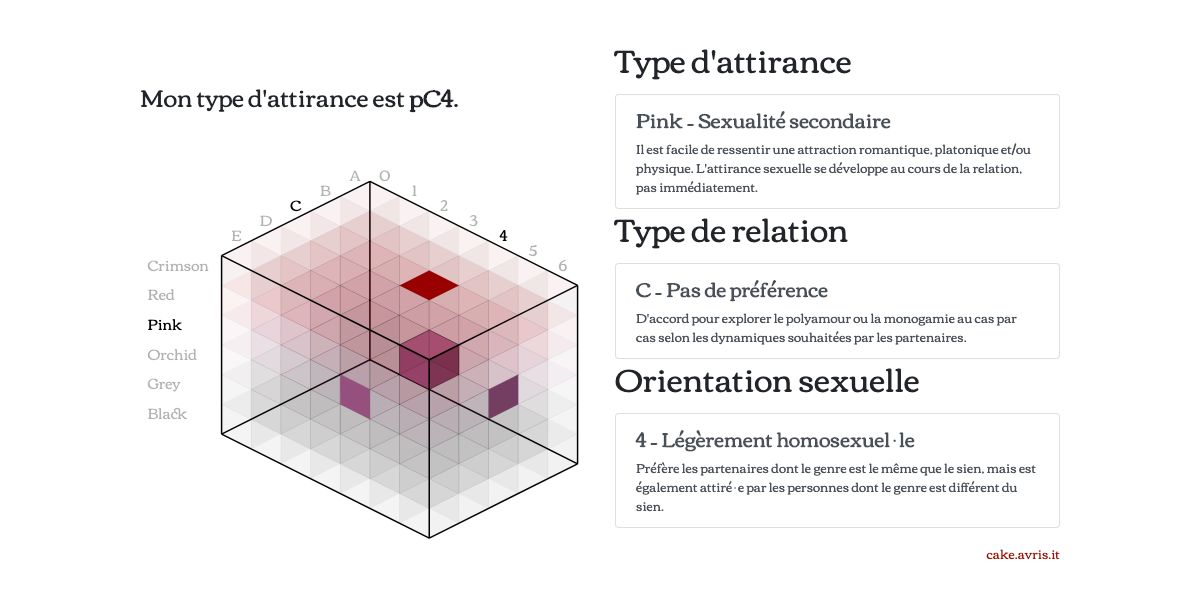 Mon type d'attirance est pC4.
A O
B 1
C 2
D 3
E 4
5
6
Crimson
Red
Pink
Orchid
Grey
Black
Type d'attirance
Pink - Sexualité secondaire
Il est facile de ressentir une attraction romantique, platonique et/ou
physique. L'attirance sexuelle se développe au cours de la relation,
pas immédiatement.
Type de relation
C - Pas de préférence
D'accord pour explorer le polyamour ou la monogamie au cas par
cas selon les dynamiques souhaitées par les partenaires.
Orientation sexuelle
4 - Légèrement homosexuel·le
Préfère les partenaires dont le genre est le même que le sien, mais est
également attiré·e par les personnes dont le genre est différent du
sien.
cake.avris.it